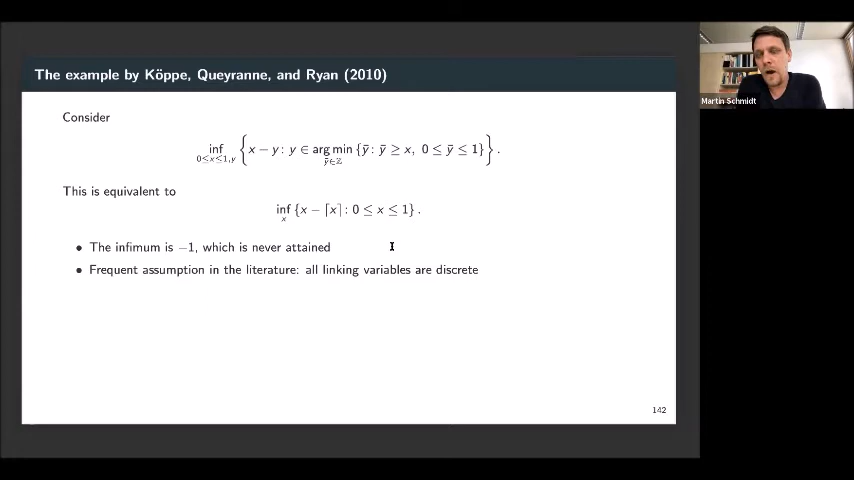 The example by Köppe, Queyranne, and Ryan (2010)
Martin Schmidt
Consider
inf_{0≤x≤1,y} { x − y : y ∈ arg min_{ȳ∈ℤ} {ȳ : ȳ ≥ x, 0 ≤ ȳ ≤ 1} } .
This is equivalent to
inf_x {x − ⌈x⌉ : 0 ≤ x ≤ 1} .
• The infimum is −1, which is never attained
• Frequent assumption in the literature: all linking variables are discrete
142